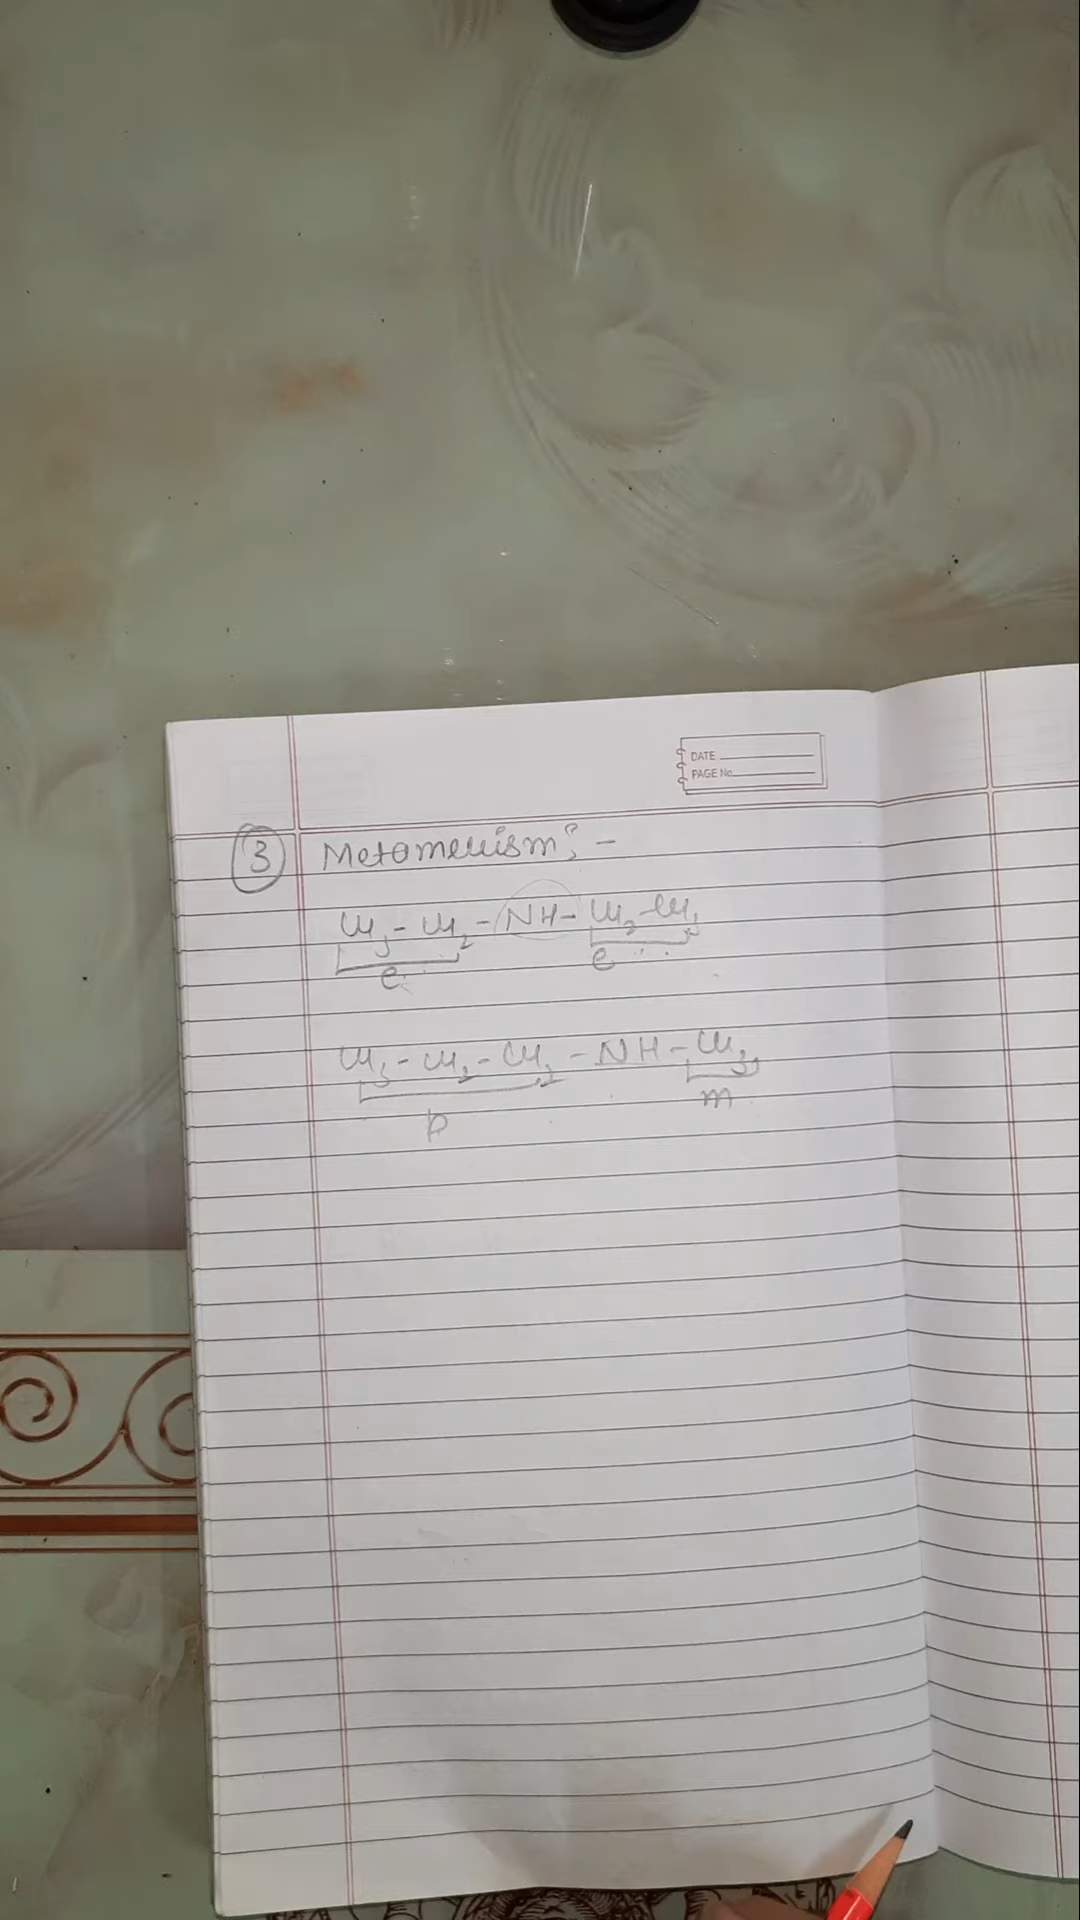 DATE
PAGE No.
③ Metamerism:-
CH₃-CH₂-NH-CH₂-CH₃
e e
CH₃-CH₂-CH₂-NH-CH₃
p m